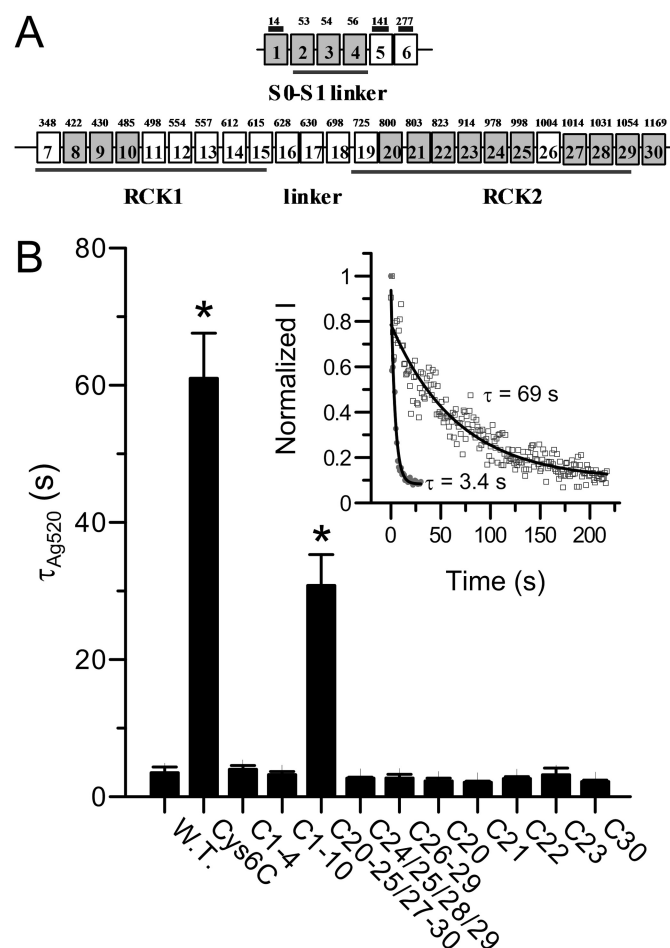 A
14 53 54 56 141 277
1 2 3 4 5 6
S0-S1 linker
348 422 430 485 498 554 557 612 615 628 630 698 725 800 803 823 914 978 998 1004 1014 1031 1054 1169
7 8 9 10 11 12 13 14 15 16 17 18 19 20 21 22 23 24 25 26 27 28 29 30
RCK1 linker RCK2
B
80
60
40
20
0
τAg520 (s)
*
*
Normalized I
1
0.8
0.6
0.4
0.2
0
τ = 69 s
τ = 3.4 s
0 50 100 150 200
Time (s)
W.T.
Cys6C
C1-4
C1-10
C20-25/27-30
C24/25/28/29
C26-29
C20
C21
C22
C23
C30